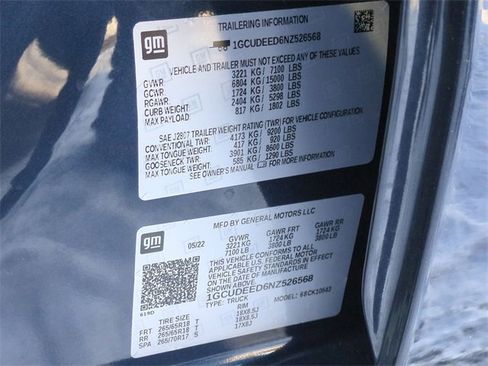 gm
TRAILERING INFORMATION
1GCUDEED6NZ526568
VEHICLE AND TRAILER MUST NOT EXCEED ANY OF THESE VALUES
GVWR: 3221 KG / 7100 LBS
GCWR: 6804 KG / 15000 LBS
RGAWR: 1724 KG / 3800 LBS
CURB WEIGHT: 2404 KG / 5298 LBS
MAX PAYLOAD: 817 KG / 1802 LBS
SAE J2807 TRAILER WEIGHT RATING (TWR) FOR VEHICLE CONFIGURATION:
CONVENTIONAL TWR: 4173 KG / 9200 LBS
MAX TONGUE WEIGHT: 417 KG / 920 LBS
GOOSENECK TWR: 3901 KG / 8600 LBS
MAX TONGUE WEIGHT: 585 KG / 1290 LBS
SEE OWNER'S MANUAL FOR MORE INFORMATION
gm
MFD BY GENERAL MOTORS LLC
05/22 GVWR GAWR FRT GAWR RR
3221 KG 1724 KG 1724 KG
7100 LB 3800 LB 3800 LB
THIS VEHICLE CONFORMS TO ALL
APPLICABLE U.S. FEDERAL MOTOR
VEHICLE SAFETY STANDARDS IN EFFECT
ON THE DATE OF MANUFACTURE
SHOWN ABOVE.
1GCUDEED6NZ526568
TYPE: TRUCK MODEL:
TIRE SIZE RIM
FRT 265/65R18 T 18X8.5J
RR 265/65R18 T 18X8.5J
SP 265/70R17 S 17X8J